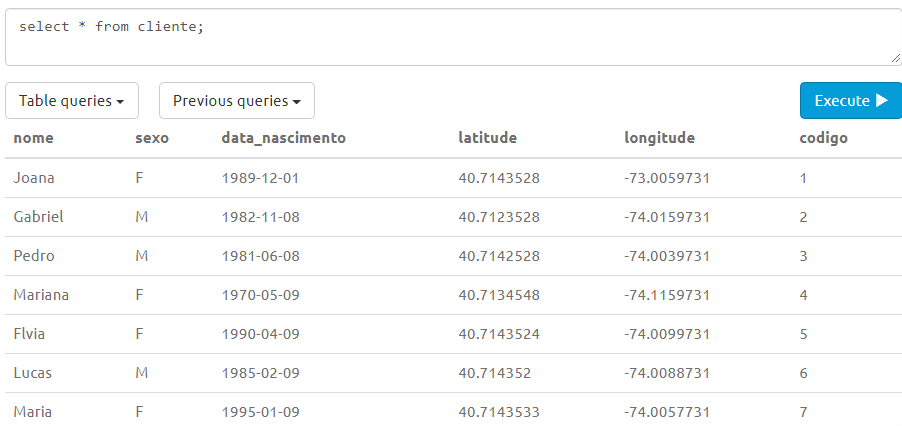 select * from cliente;
Table queries Previous queries Execute
nome sexo data_nascimento latitude longitude codigo
Joana F 1989-12-01 40.7143528 -73.0059731 1
Gabriel M 1982-11-08 40.7123528 -74.0159731 2
Pedro M 1981-06-08 40.7142528 -74.0039731 3
Mariana F 1970-05-09 40.7134548 -74.1159731 4
Flvia F 1990-04-09 40.7143524 -74.0099731 5
Lucas M 1985-02-09 40.714352 -74.0088731 6
Maria F 1995-01-09 40.7143533 -74.0057731 7